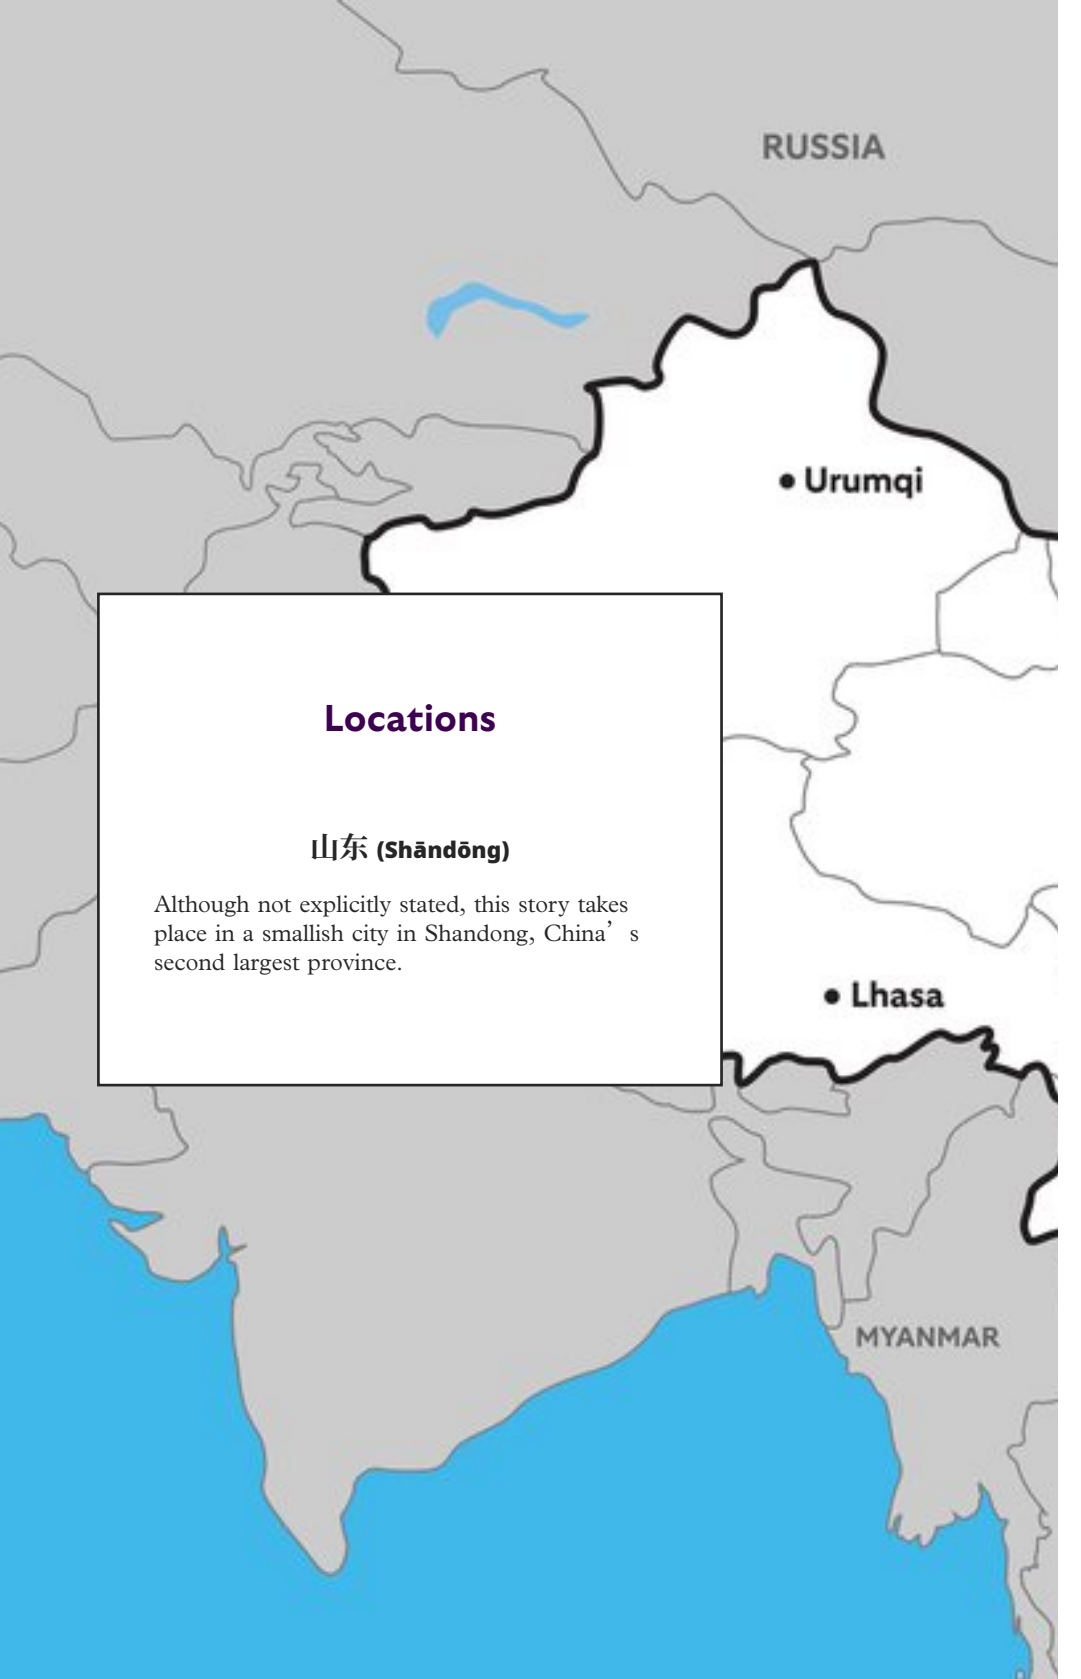 RUSSIA
Urumqi
Locations
山东 (Shāndōng)
Although not explicitly stated, this story takes
place in a smallish city in Shandong, China’s
second largest province.
Lhasa
MYANMAR